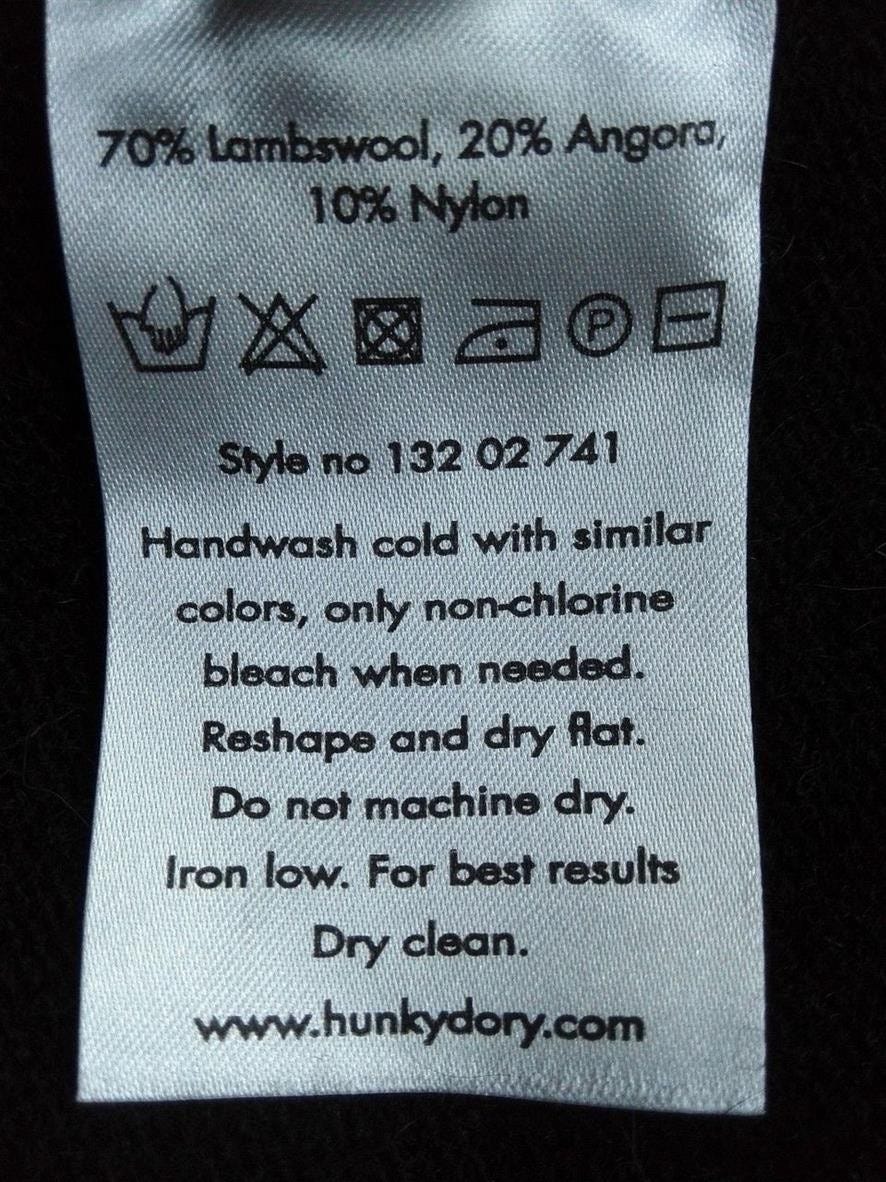 70% Lambswool, 20% Angora,
10% Nylon
P
Style no 132 02 741
Handwash cold with similar
colors, only non-chlorine
bleach when needed.
Reshape and dry flat.
Do not machine dry.
Iron low. For best results
Dry clean.
www.hunkydory.com